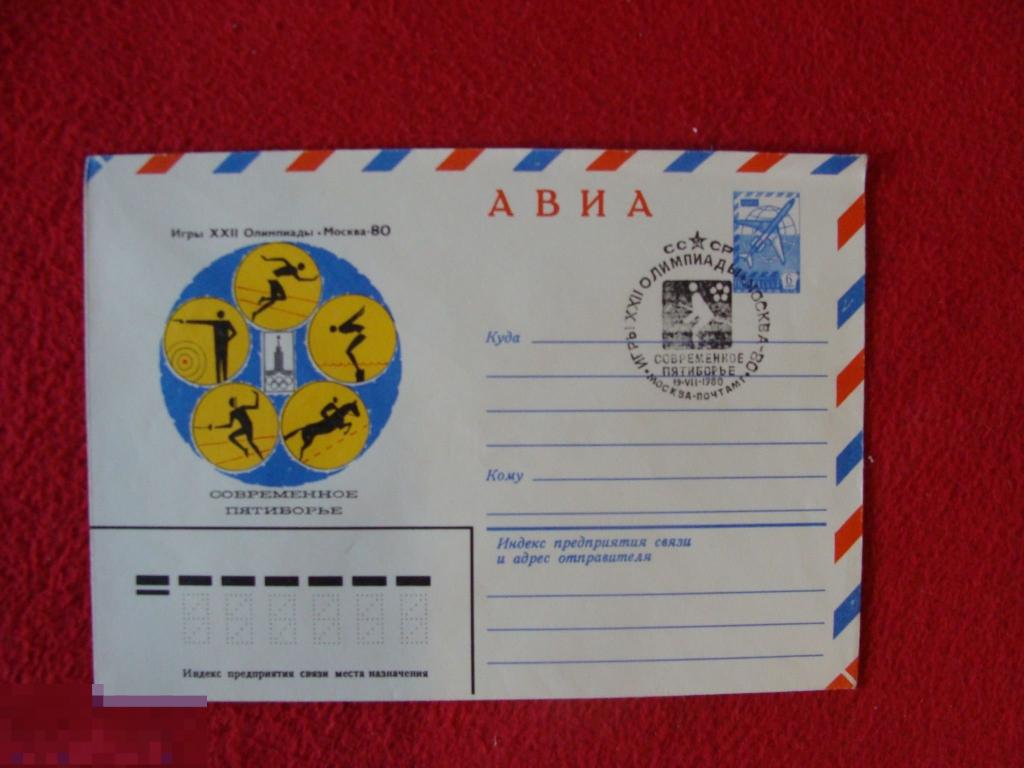 АВИА
Игры XXII Олимпиады • Москва-80
СОВРЕМЕННОЕ
ПЯТИБОРЬЕ
6
СССР
ИГРЫ XXII ОЛИМПИАДЫ • МОСКВА-80
СОВРЕМЕННОЕ
ПЯТИБОРЬЕ
19-VII-1980
МОСКВА-ПОЧТАМТ
Куда
Кому
Индекс предприятия связи
и адрес отправителя
Индекс предприятия связи места назначения